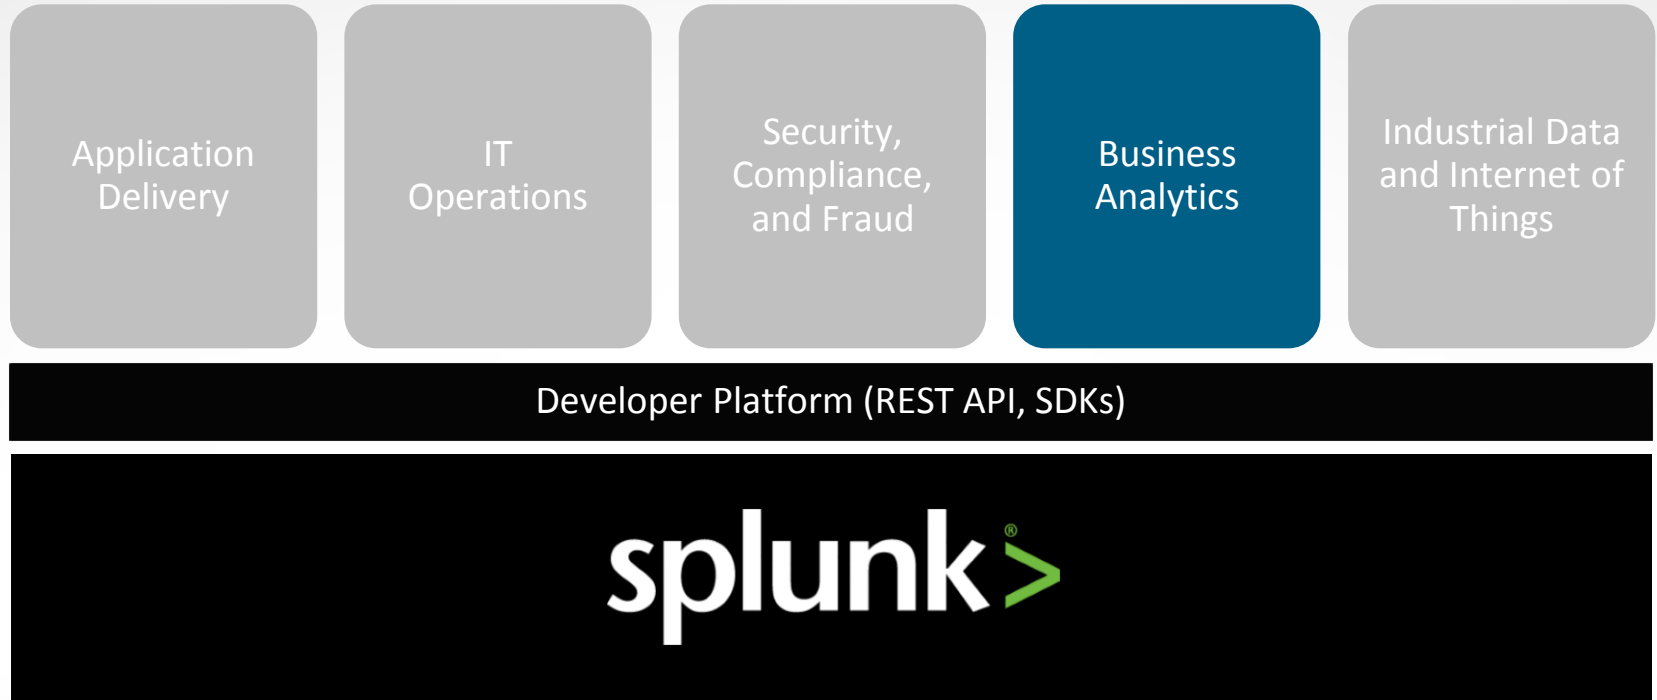 Application
Delivery
IT
Operations
Security,
Compliance,
and Fraud
Business
Analytics
Industrial Data
and Internet of
Things
Developer Platform (REST API, SDKs)
splunk>®